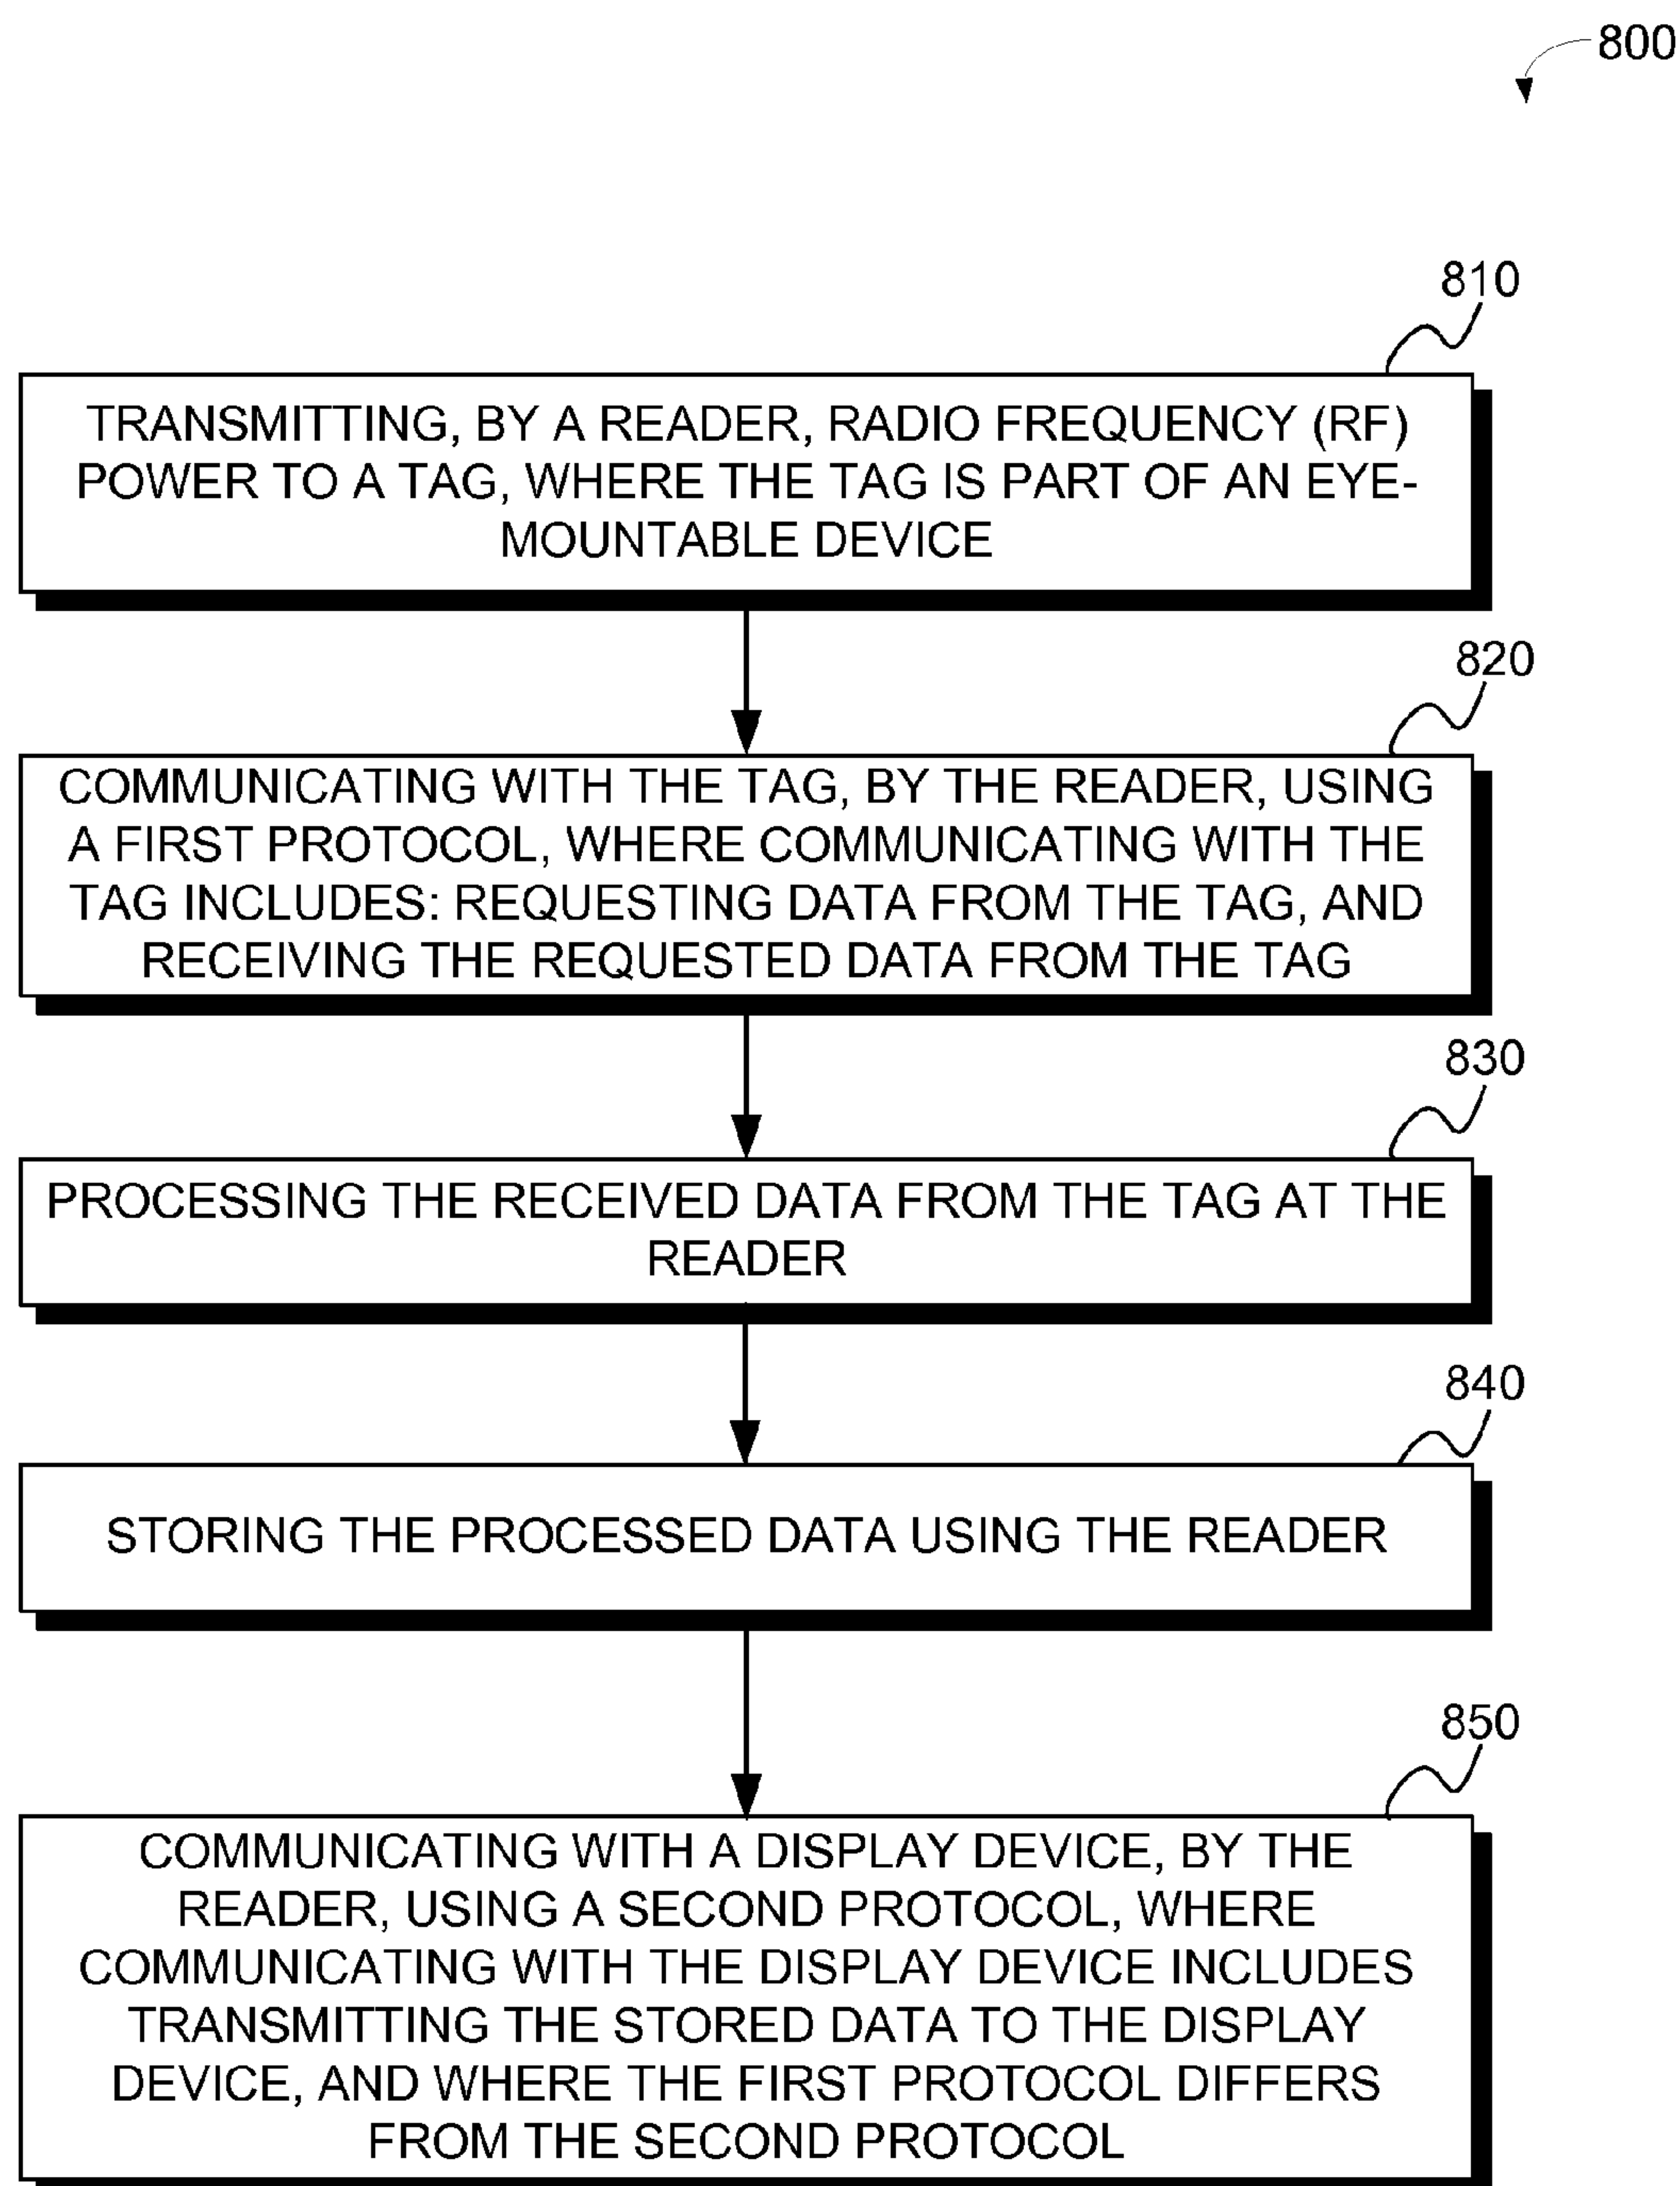 800
810
TRANSMITTING, BY A READER, RADIO FREQUENCY (RF)
POWER TO A TAG, WHERE THE TAG IS PART OF AN EYE-
MOUNTABLE DEVICE
820
COMMUNICATING WITH THE TAG, BY THE READER, USING
A FIRST PROTOCOL, WHERE COMMUNICATING WITH THE
TAG INCLUDES: REQUESTING DATA FROM THE TAG, AND
RECEIVING THE REQUESTED DATA FROM THE TAG
830
PROCESSING THE RECEIVED DATA FROM THE TAG AT THE
READER
840
STORING THE PROCESSED DATA USING THE READER
850
COMMUNICATING WITH A DISPLAY DEVICE, BY THE
READER, USING A SECOND PROTOCOL, WHERE
COMMUNICATING WITH THE DISPLAY DEVICE INCLUDES
TRANSMITTING THE STORED DATA TO THE DISPLAY
DEVICE, AND WHERE THE FIRST PROTOCOL DIFFERS
FROM THE SECOND PROTOCOL